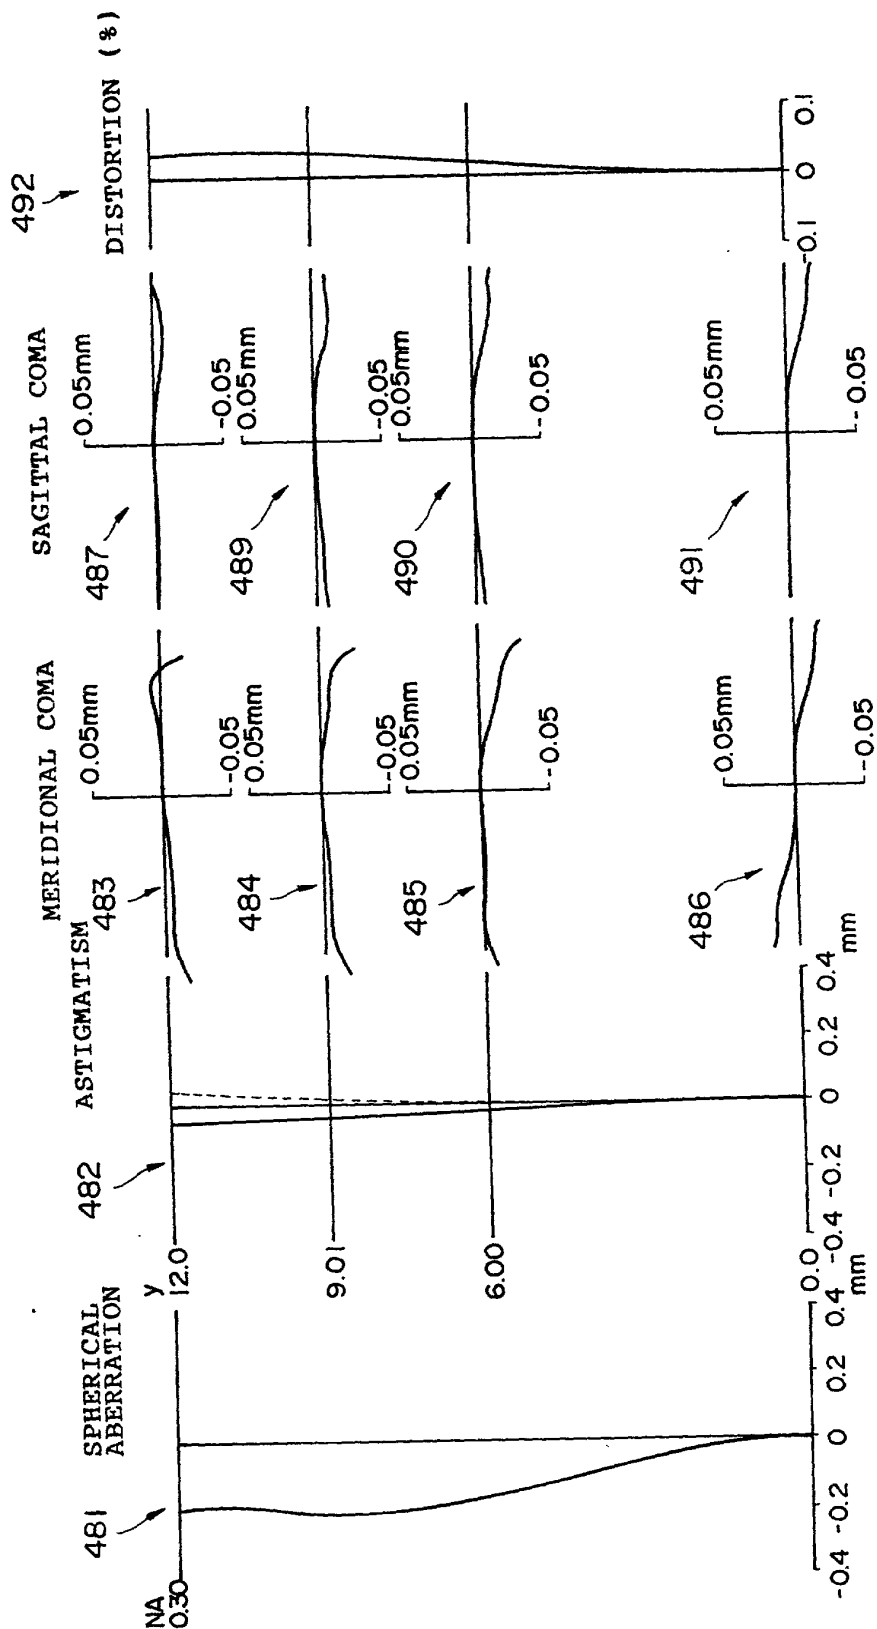 481
SPHERICAL
ABERRATION
NA
0.30
-0.4 -0.2 0 0.2 0.4
mm
482
ASTIGMATISM
y
12.0
9.01
6.00
0.0
-0.4 -0.2 0 0.2 0.4
mm
MERIDIONAL COMA
483
0.05mm
-0.05
484
0.05mm
-0.05
485
0.05mm
-0.05
486
0.05mm
-0.05
SAGITTAL COMA
487
0.05mm
-0.05
489
0.05mm
-0.05
490
0.05mm
-0.05
491
0.05mm
-0.05
492
DISTORTION (%)
-0.1 0 0.1